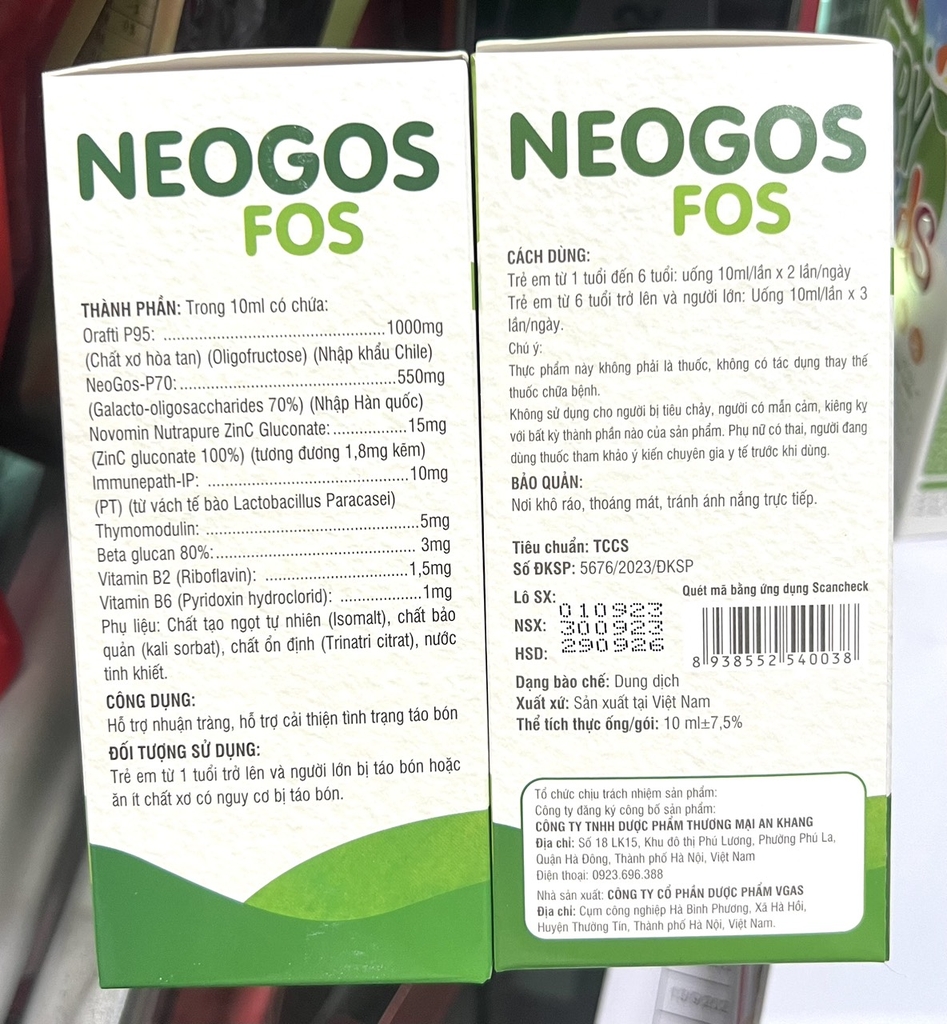 NEOGOS
FOS
THÀNH PHẦN: Trong 10ml có chứa:
Orafti P95: ............................................1000mg
(Chất xơ hòa tan) (Oligofructose) (Nhập khẩu Chile)
NeoGos-P70:...........................................550mg
(Galacto-oligosaccharides 70%) (Nhập Hàn quốc)
Novomin Nutrapure ZinC Gluconate:...............15mg
(ZinC gluconate 100%) (tương đương 1,8mg kẽm)
Immunepath-IP: ........................................10mg
(PT) (từ vách tế bào Lactobacillus Paracasei)
Thymomodulin: ..........................................5mg
Beta glucan 80%:....................................... 3mg
Vitamin B2 (Riboflavin): ............................1,5mg
Vitamin B6 (Pyridoxin hydroclorid): ................1mg
Phụ liệu: Chất tạo ngọt tự nhiên (Isomalt), chất bảo
quản (kali sorbat), chất ổn định (Trinatri citrat), nước
tinh khiết.
CÔNG DỤNG:
Hỗ trợ nhuận tràng, hỗ trợ cải thiện tình trạng táo bón
ĐỐI TƯỢNG SỬ DỤNG:
Trẻ em từ 1 tuổi trở lên và người lớn bị táo bón hoặc
ăn ít chất xơ có nguy cơ bị táo bón.
NEOGOS
FOS
CÁCH DÙNG:
Trẻ em từ 1 tuổi đến 6 tuổi: uống 10ml/lần x 2 lần/ngày
Trẻ em từ 6 tuổi trở lên và người lớn: Uống 10ml/lần x 3
lần/ngày.
Chú ý:
Thực phẩm này không phải là thuốc, không có tác dụng thay thế
thuốc chữa bệnh.
Không sử dụng cho người bị tiêu chảy, người có mẫn cảm, kiêng kỵ
với bất kỳ thành phần nào của sản phẩm. Phụ nữ có thai, người đang
dùng thuốc tham khảo ý kiến chuyên gia y tế trước khi dùng.
BẢO QUẢN:
Nơi khô ráo, thoáng mát, tránh ánh nắng trực tiếp.
Tiêu chuẩn: TCCS
Số ĐKSP: 5676/2023/ĐKSP
Quét mã bằng ứng dụng Scancheck
Lô SX: 010923
NSX: 300923
HSD: 290926
8 938552 540038
Dạng bào chế: Dung dịch
Xuất xứ: Sản xuất tại Việt Nam
Thể tích thực ống/gói: 10 ml±7,5%
Tổ chức chịu trách nhiệm sản phẩm:
Công ty đăng ký công bố sản phẩm:
CÔNG TY TNHH DƯỢC PHẨM THƯƠNG MẠI AN KHANG
Địa chỉ: Số 18 LK15, Khu đô thị Phú Lương, Phường Phú La,
Quận Hà Đông, Thành phố Hà Nội, Việt Nam
Điện thoại: 0923.696.388
Nhà sản xuất: CÔNG TY CỔ PHẦN DƯỢC PHẨM VGAS
Địa chỉ: Cụm công nghiệp Hà Bình Phương, Xã Hà Hồi,
Huyện Thường Tín, Thành phố Hà Nội, Việt Nam.